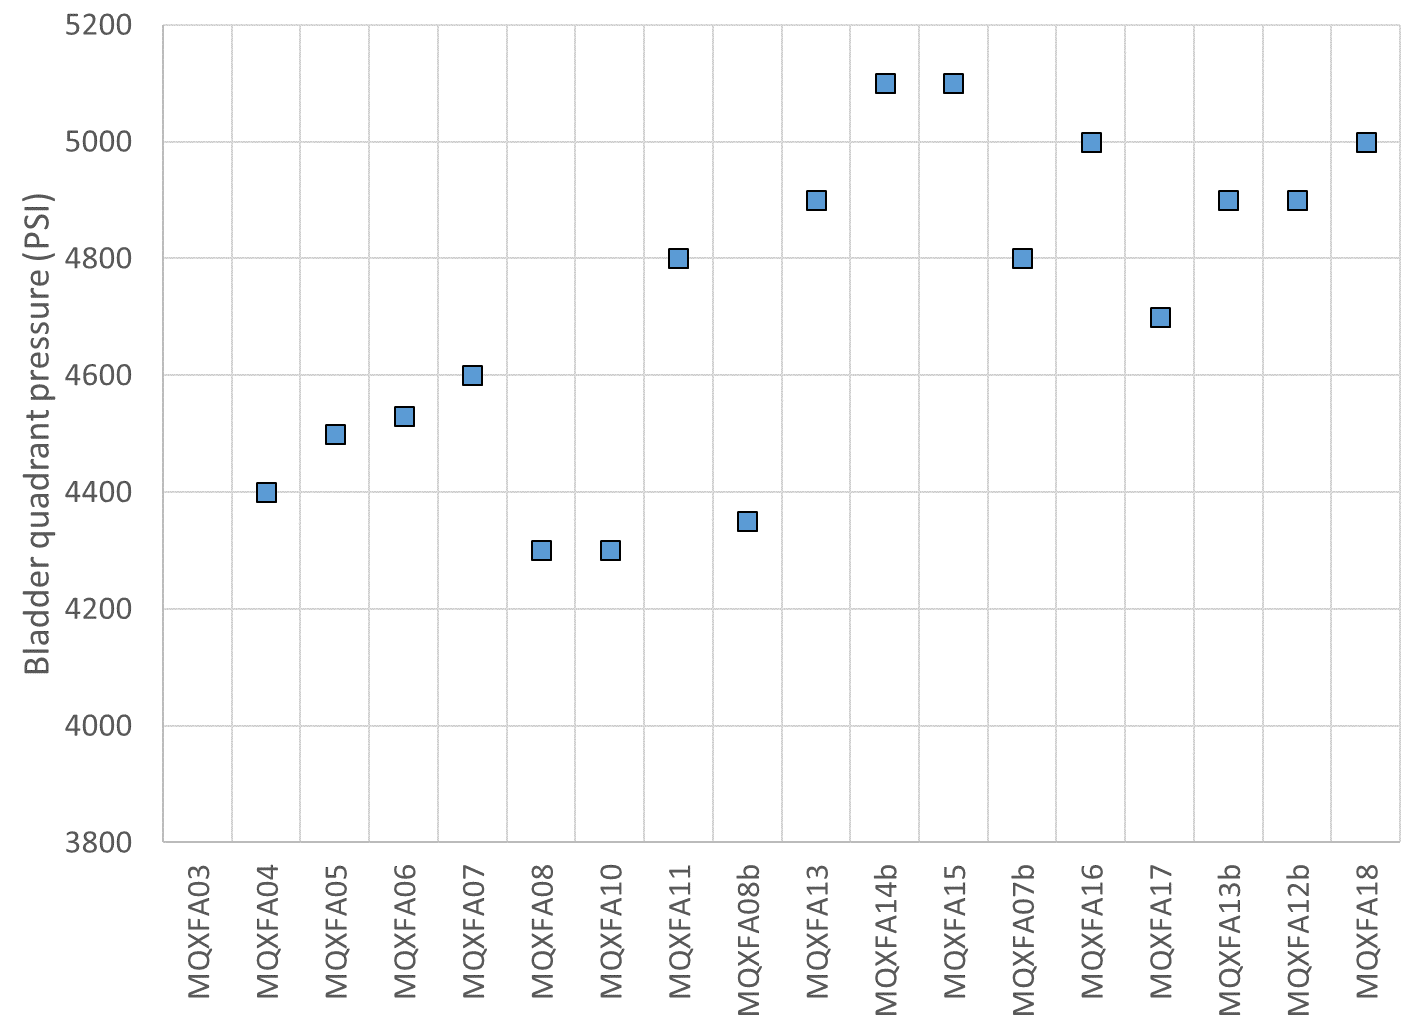 Bladder quadrant pressure (PSI)
5200
5000
4800
4600
4400
4200
4000
3800
MQXFA03
MQXFA04
MQXFA05
MQXFA06
MQXFA07
MQXFA08
MQXFA10
MQXFA11
MQXFA08b
MQXFA13
MQXFA14b
MQXFA15
MQXFA07b
MQXFA16
MQXFA17
MQXFA13b
MQXFA12b
MQXFA18